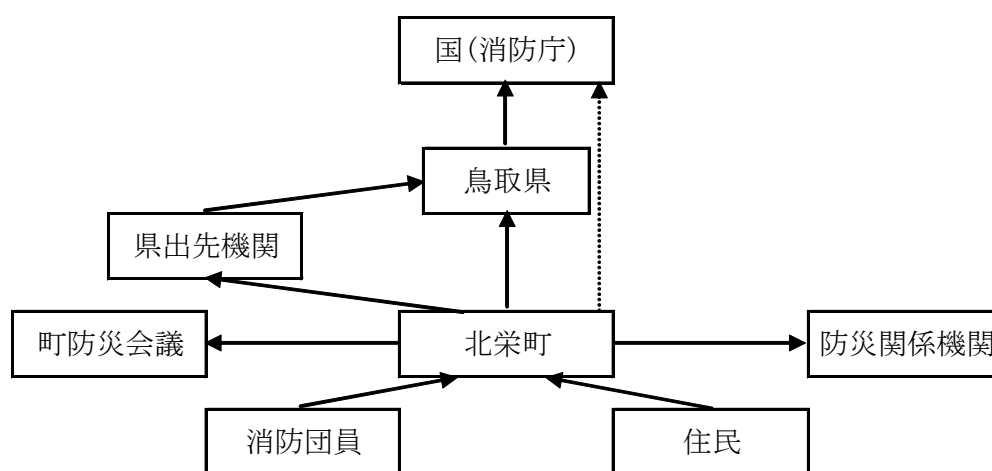 国(消防庁)
鳥取県
県出先機関
町防災会議
北栄町
防災関係機関
消防団員
住民